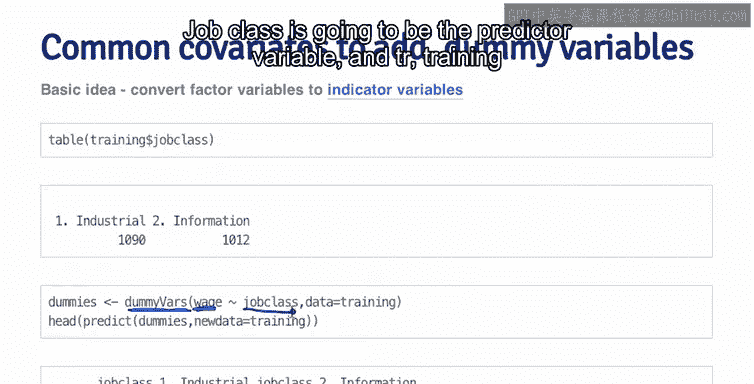 Job class is going to be the predictor
variable, and tr, training
Common covariates to add, dummy variables
Basic idea - convert factor variables to indicator variables
table(training$jobclass)
1. Industrial 2. Information
1090 1012
dummies <- dummyVars(wage ~ jobclass,data=training)
head(predict(dummies,newdata=training))
jobclass 1. Industrial jobclass 2. Information